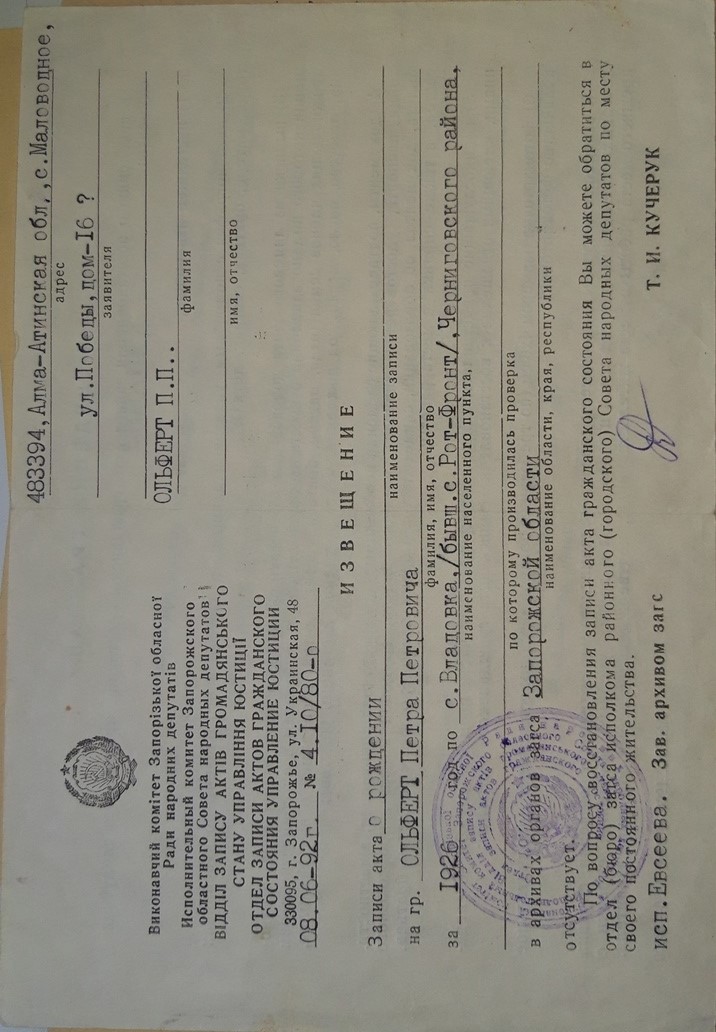 Виконавчий комітет Запорізької обласної
Ради народних депутатів
Исполнительный комитет Запорожского
областного Совета народных депутатов
ВІДДІЛ ЗАПИСУ АКТІВ ГРОМАДЯНСЬКОГО
СТАНУ УПРАВЛІННЯ ЮСТИЦІЇ
ОТДЕЛ ЗАПИСИ АКТОВ ГРАЖДАНСКОГО
СОСТОЯНИЯ УПРАВЛЕНИЕ ЮСТИЦИИ
330095, г. Запорожье, ул. Украинская, 48
08.06-92г. № 4.10/80-о
483394, Алма-Атинская обл,, с.Маловодное,
адрес
ул.Победы, дом-16 ?
заявителя
ОЛЬФЕРТ П.П..
фамилия
имя, отчество
ИЗВЕЩЕНИЕ
Записи акта о рождении
наименование записи
на гр. ОЛЬФЕРТ Петра Петровича
фамилия, имя, отчество
за 1926 год по с.Владовка,/бывш.с.Рот-Фронт/,Черниговского района,
наименование населенного пункта,
по которому производилась проверка
в архивах органов загса Запорожской области
наименование области, края, республики
отсутствует.
По вопросу восстановления записи акта гражданского состояния Вы можете обратиться в
отдел (бюро) загса исполкома районного (городского) Совета народных депутатов по месту
своего постоянного жительства.
исп.Евсеева. Зав. архивом загс Т. И. КУЧЕРУК